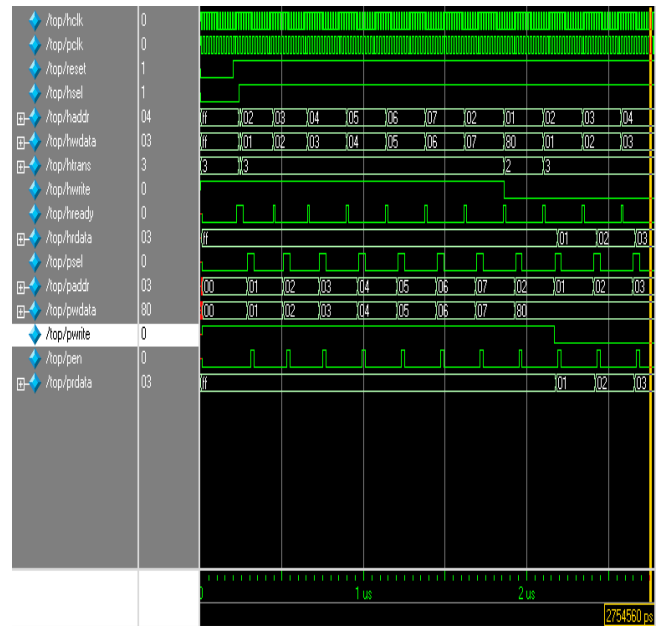 /top/hclk 0
/top/pclk 0
/top/reset 1
/top/hsel 1
/top/haddr 04 ff 02 03 04 05 06 07 02 01 02 03 04
/top/hwdata 03 ff 01 02 03 04 05 06 07 80 01 02 03
/top/htrans 3 3 3 2 3
/top/hwrite 0
/top/hready 0
/top/hrdata 03 ff 01 02 03
/top/psel 0
/top/paddr 03 00 01 02 03 04 05 06 07 02 01 02 03
/top/pwdata 80 00 01 02 03 04 05 06 07 80
/top/pwrite 0
/top/pen 0
/top/prdata 03 ff 01 02 03
0 1 us 2 us
2754560 ps